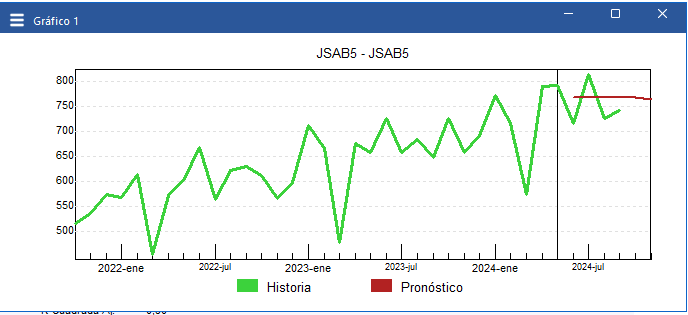 Gráfico 1
JSAB5 - JSAB5
800
750
700
650
600
550
500
2022-ene 2022-jul 2023-ene 2023-jul 2024-ene 2024-jul
Historia Pronóstico